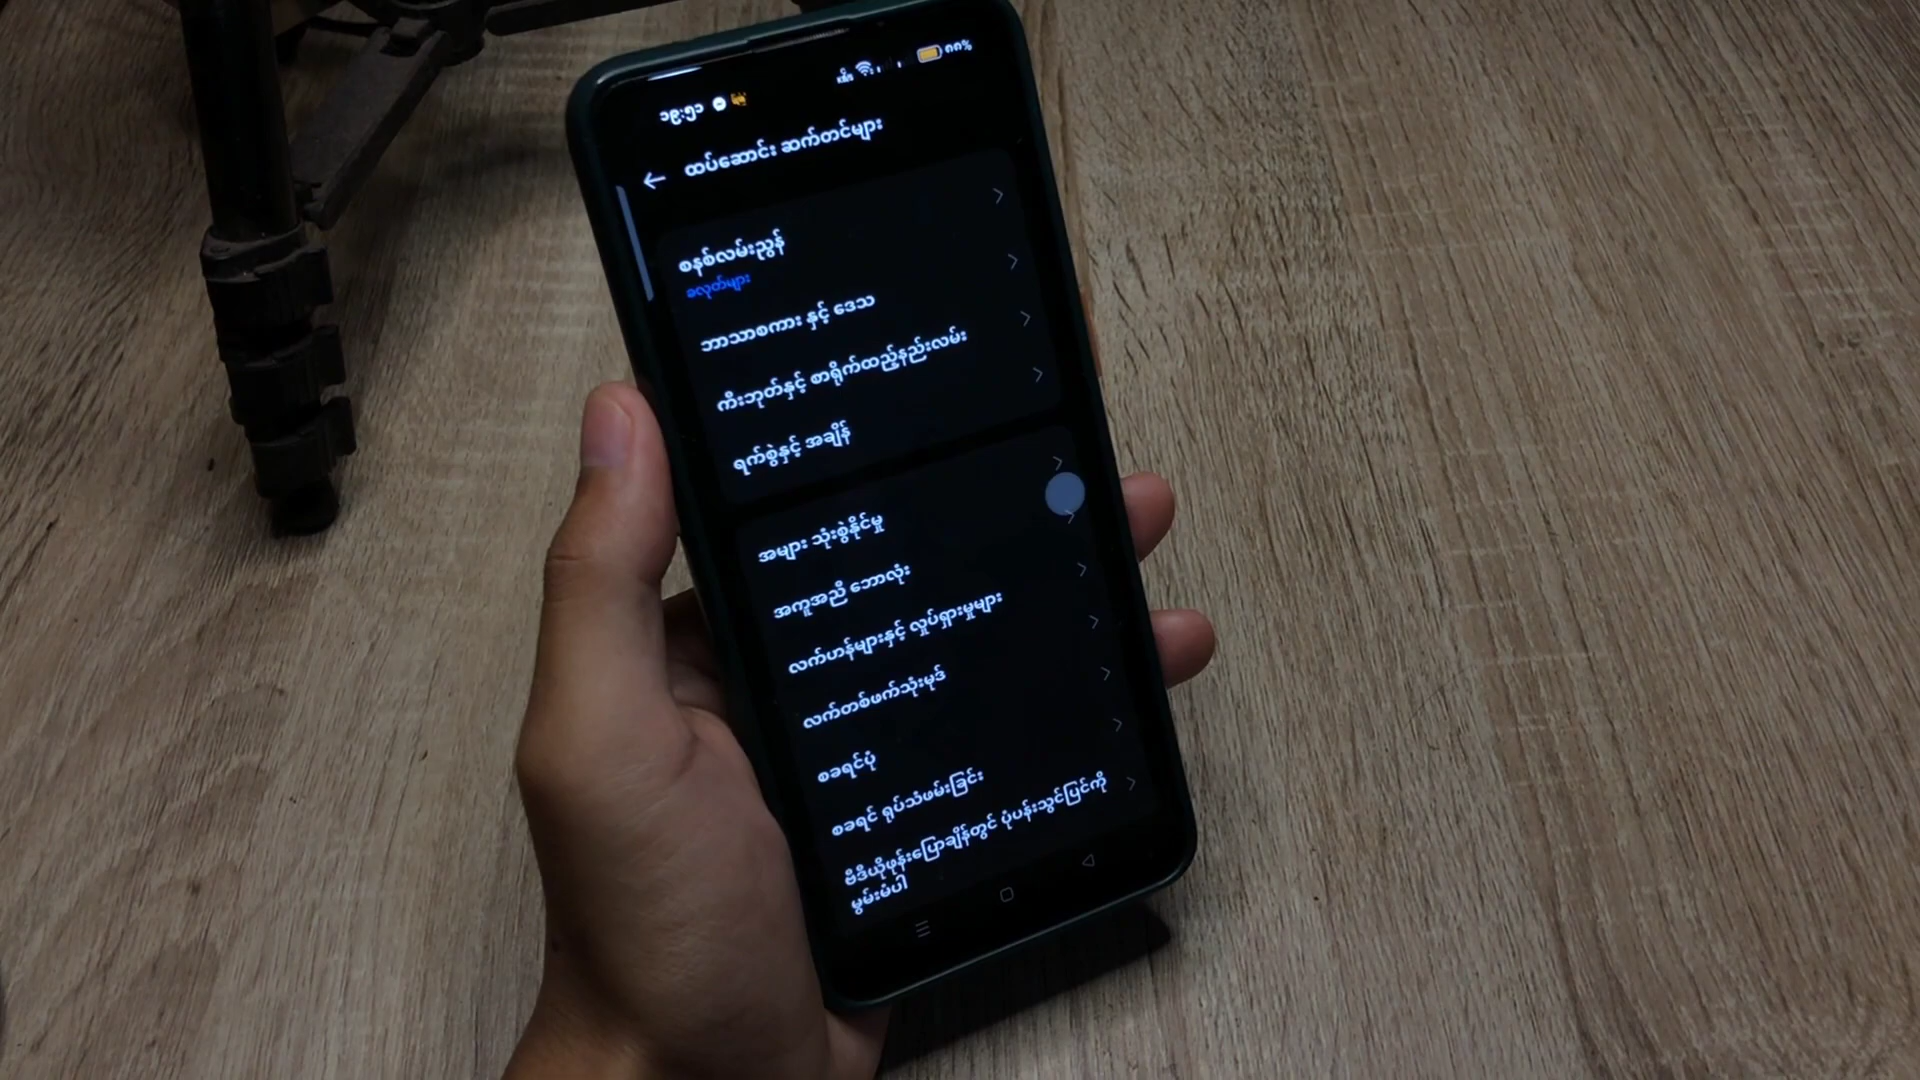 ၁၉:၅၁
၈၈%
ထပ်ဆောင်း ဆက်တင်များ
စနစ်လမ်းညွှန်
ခလုတ်များ
ဘာသာစကား နှင့် ဒေသ
ကီးဘုတ်နှင့် စာရိုက်ထည့်နည်းလမ်း
ရက်စွဲနှင့် အချိန်
အများ သုံးစွဲနိုင်မှု
အကူအညီ ဘောလုံး
လက်ဟန်များနှင့် လှုပ်ရှားမှုများ
လက်တစ်ဖက်သုံးမုဒ်
စခရင်ပုံ
စခရင် ရုပ်သံဖမ်းခြင်း
ဗီဒီယိုဖုန်းပြောချိန်တွင် ပုံပန်းသွင်ပြင်ကို
မွမ်းမံပါ